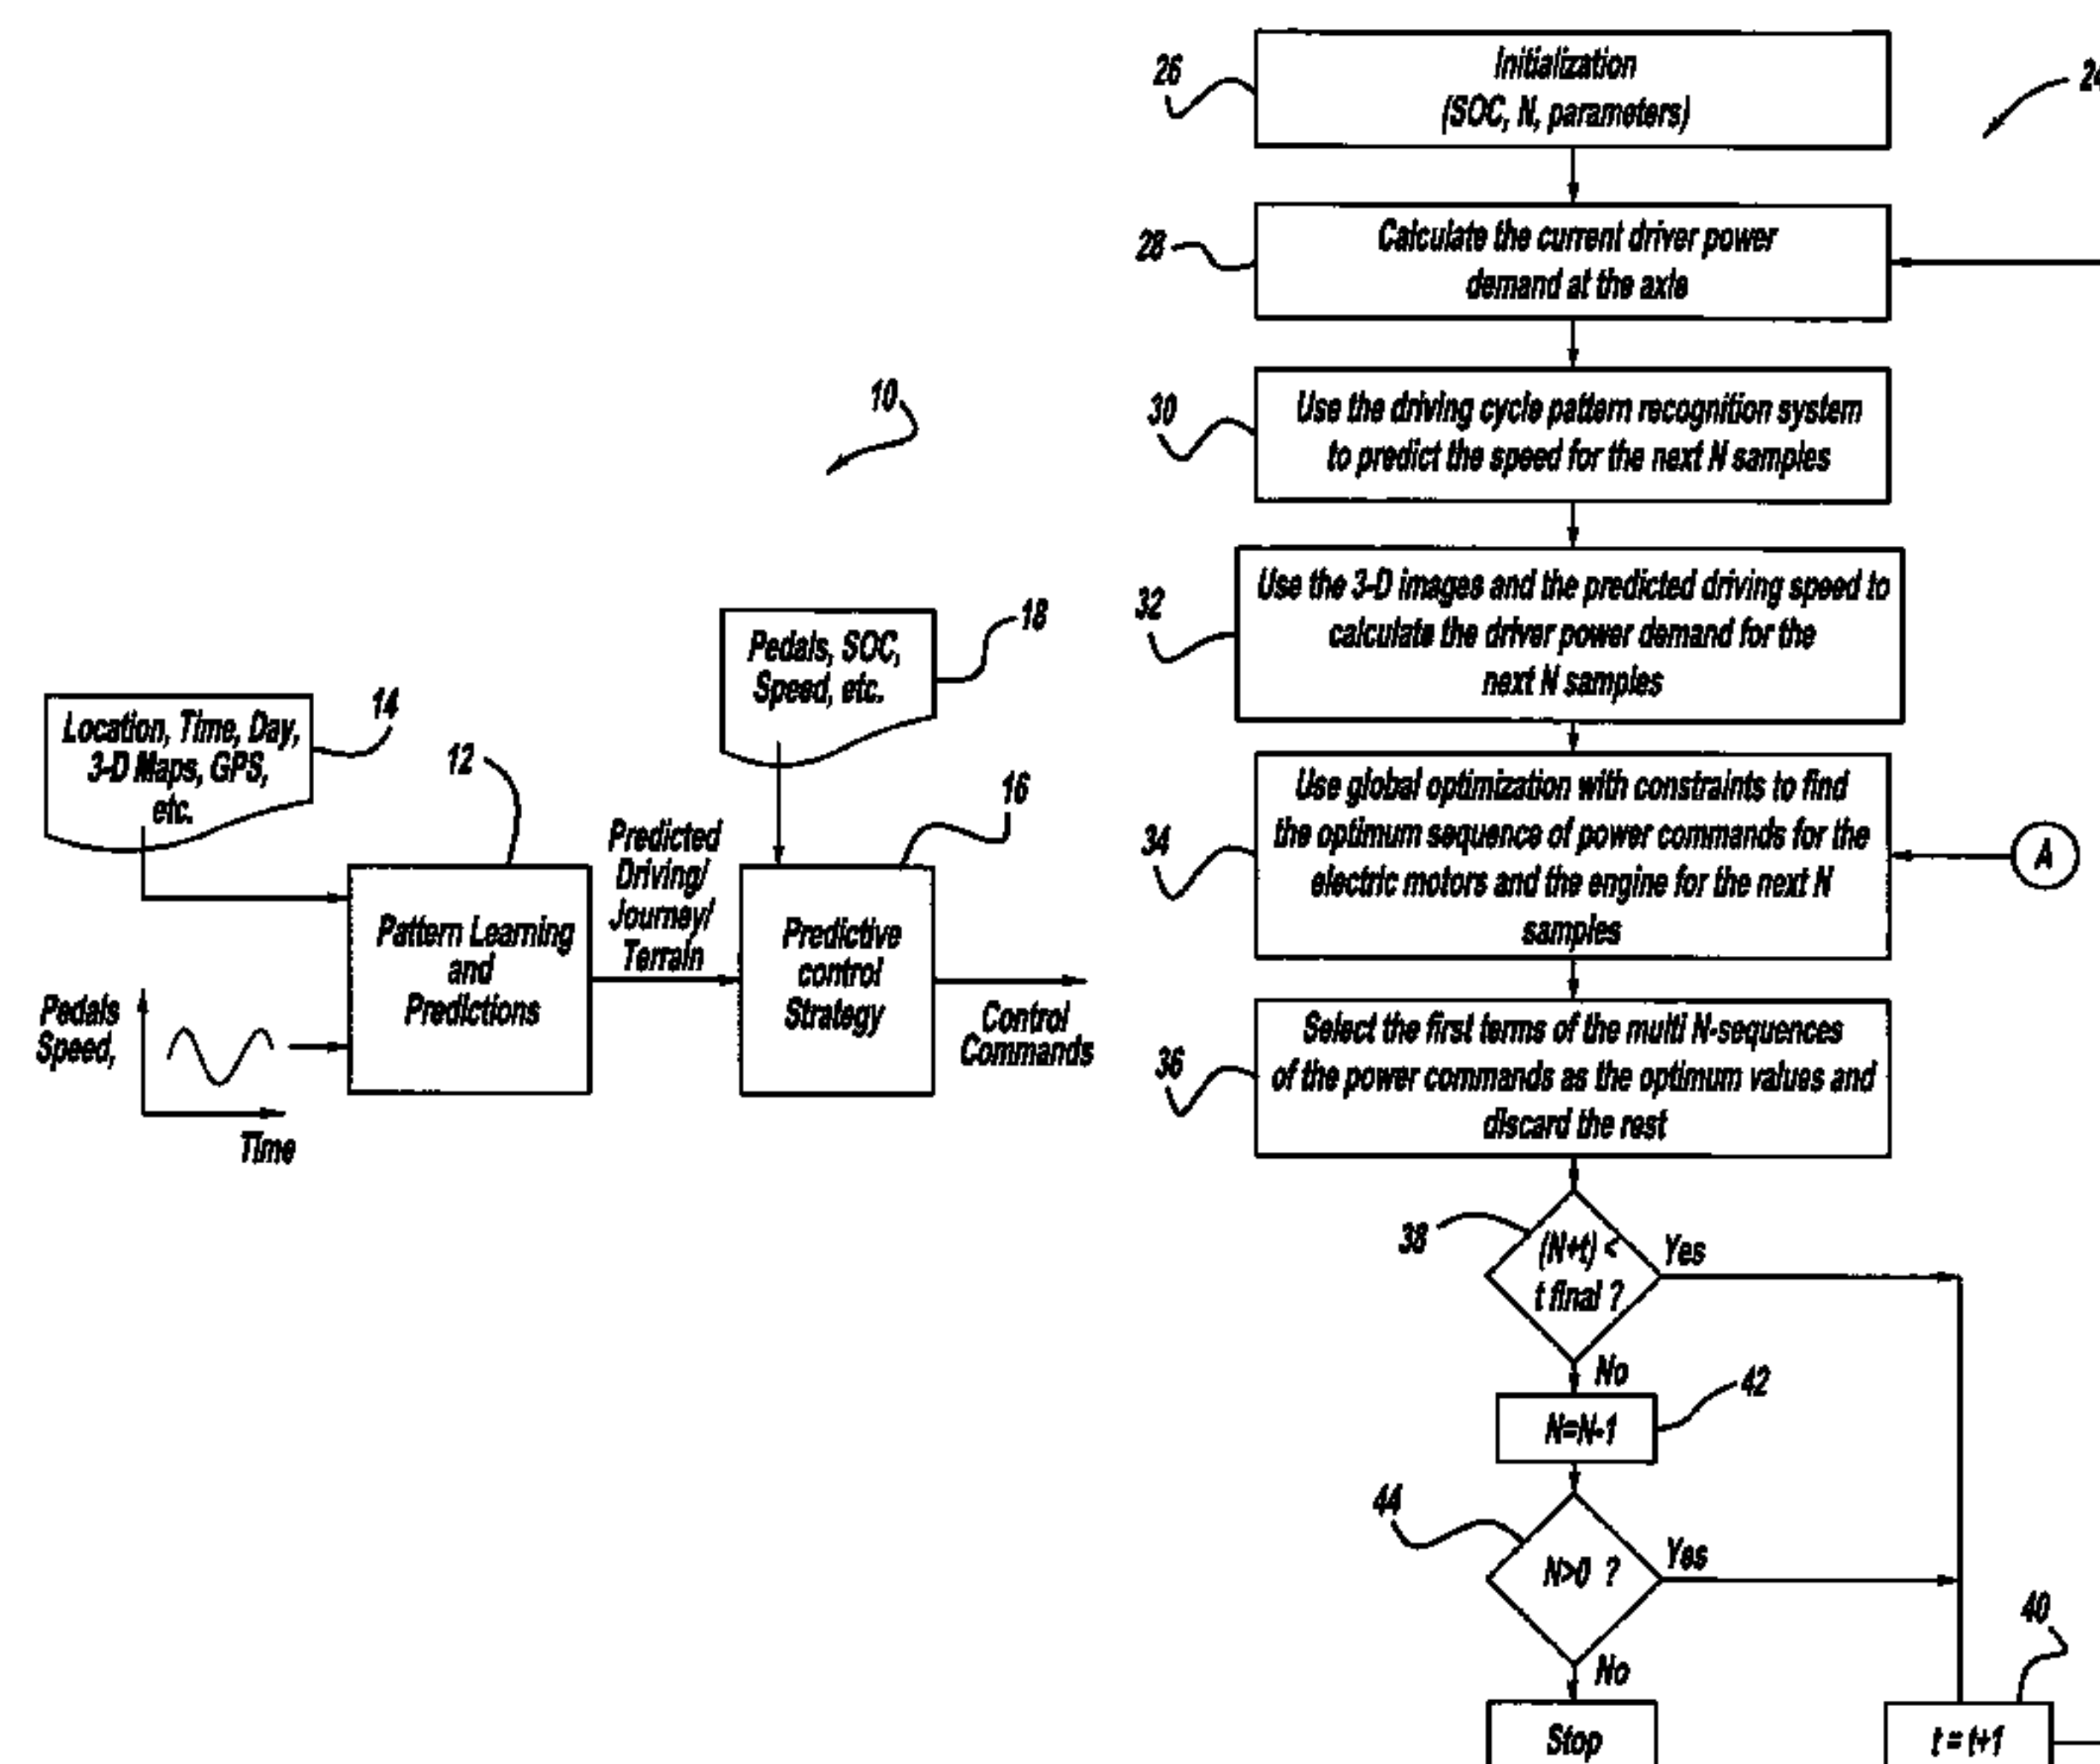 10
Location, Time, Day,
3-D Maps, GPS,
etc.
14
Pedals, SOC,
Speed, etc.
18
12
16
Pattern Learning
and
Predictions
Predicted
Driving/
Journey/
Terrain
Predictive
control
Strategy
Control
Commands
Pedals
Speed,
Time
24
26
Initialization
(SOC, N, parameters)
28
Calculate the current driver power
demand at the axle
30
Use the driving cycle pattern recognition system
to predict the speed for the next N samples
32
Use the 3-D images and the predicted driving speed to
calculate the driver power demand for the
next N samples
34
Use global optimization with constraints to find
the optimum sequence of power commands for the
electric motors and the engine for the next N
samples
A
36
Select the first terms of the multi N-sequences
of the power commands as the optimum values and
discard the rest
38
(N+t) <
t final ?
Yes
No
42
N=N-1
44
N>0 ?
Yes
No
40
Stop
t = t+1